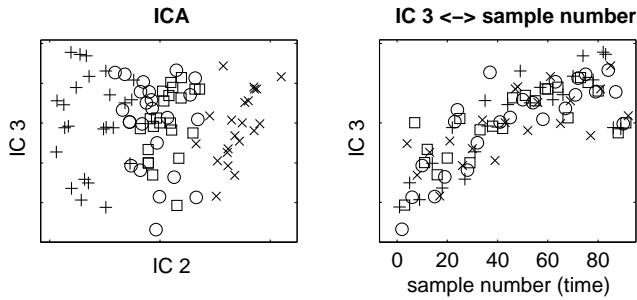 ICA
IC 3
IC 2
IC 3 <-> sample number
IC 3
0 20 40 60 80
sample number (time)